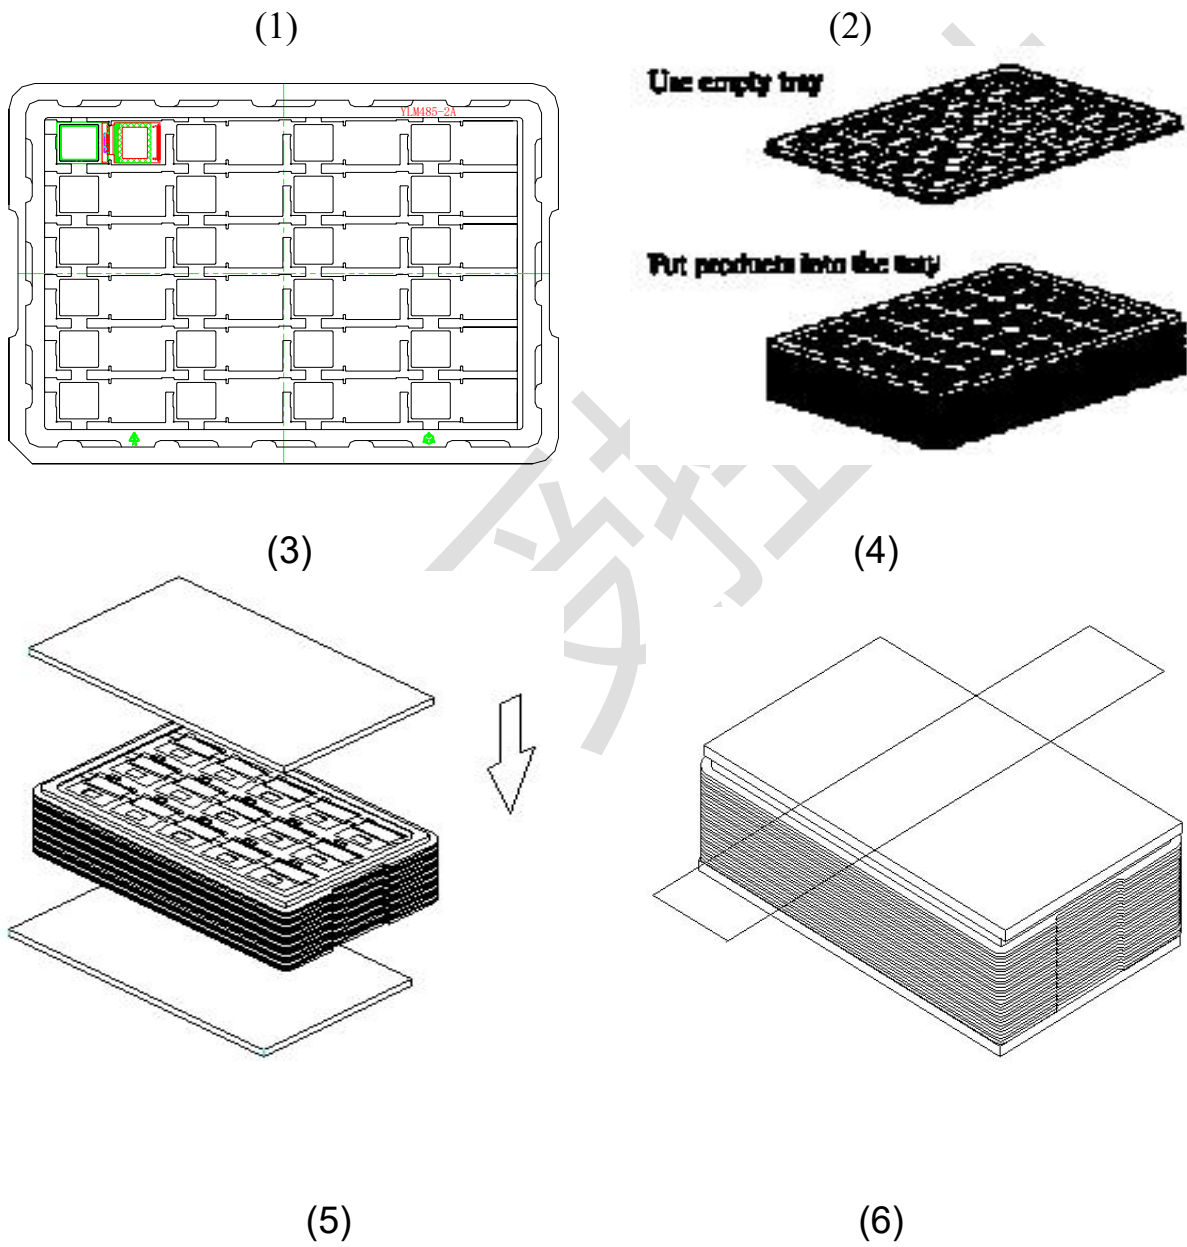 (1)
(2)
Use empty tray
YLM485-2A
Put products into the tray
(3)
(4)
(5)
(6)